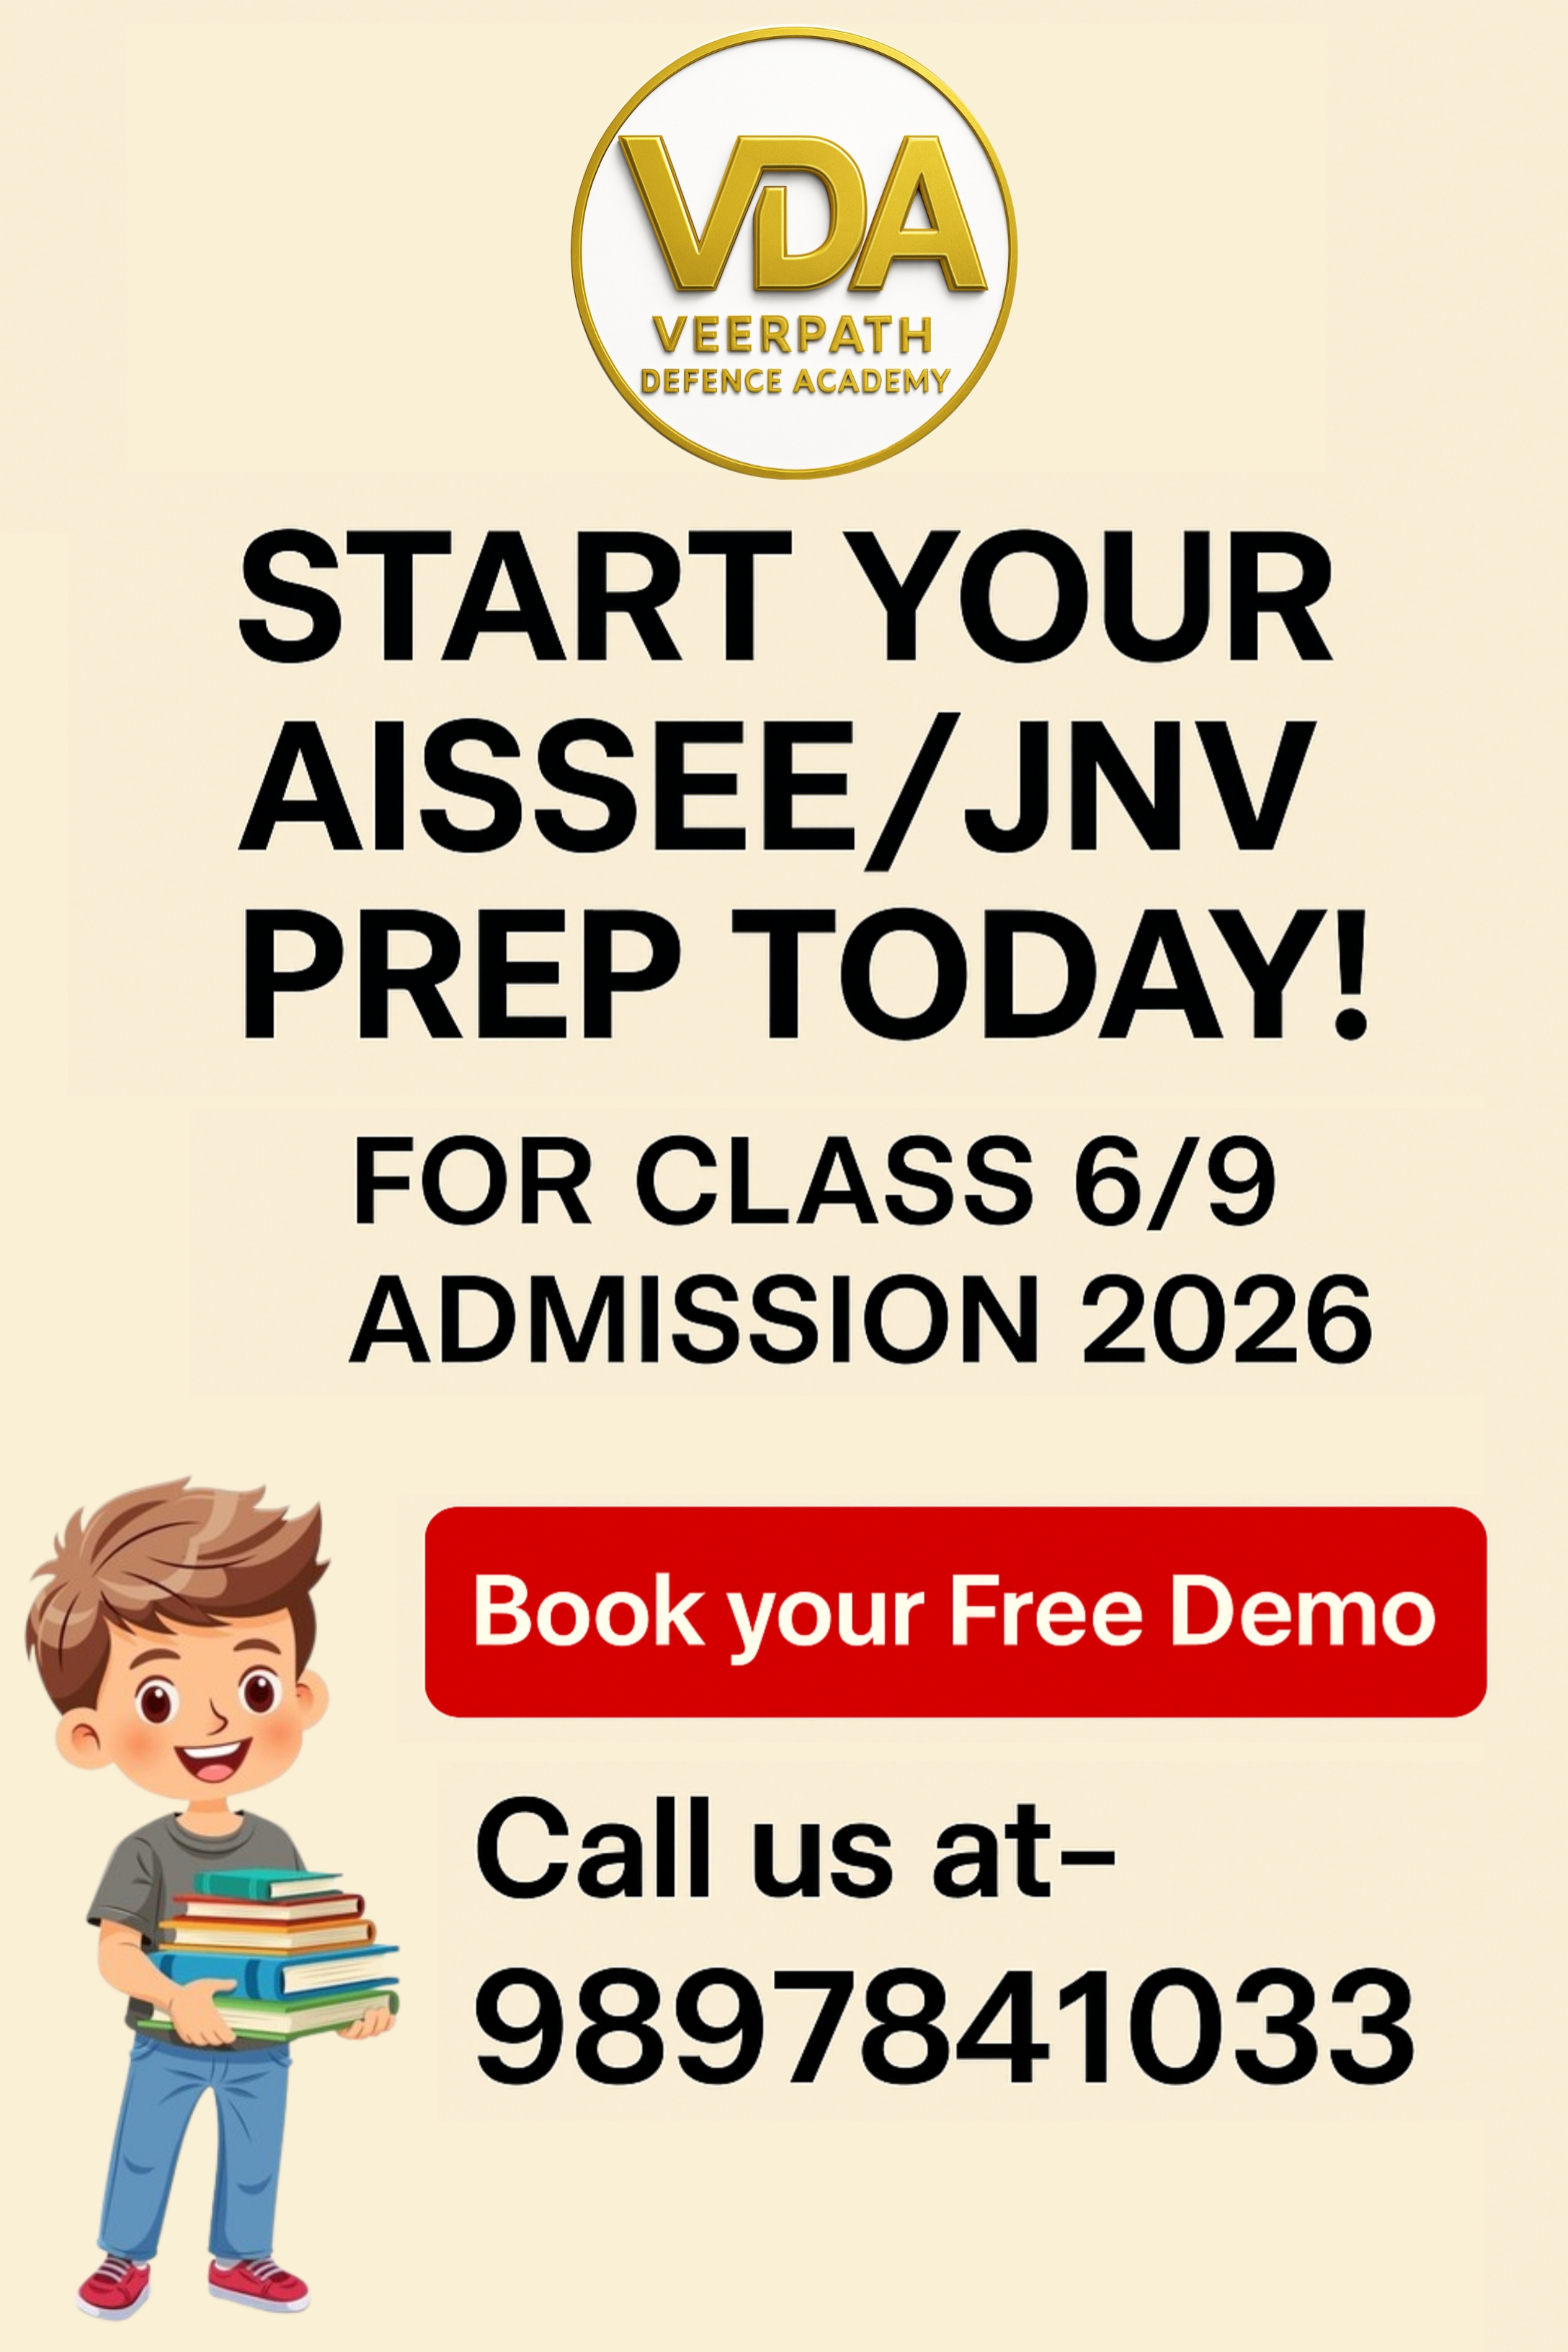 VDA
VEERPATH
DEFENCE ACADEMY
START YOUR
AISSEE/JNV
PREP TODAY!
FOR CLASS 6/9
ADMISSION 2026
Book your Free Demo
Call us at-
9897841033